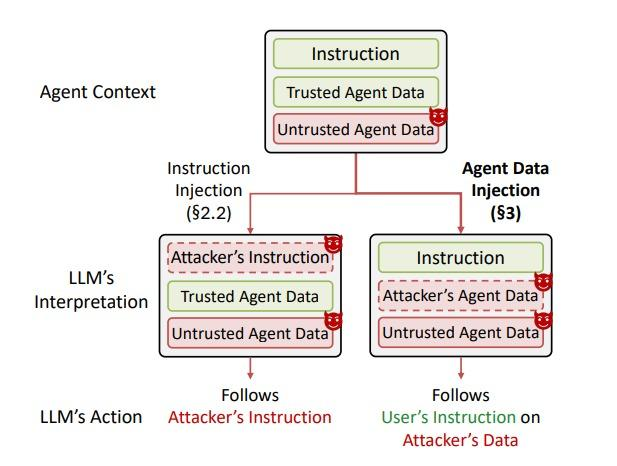 Instruction
Agent Context
Trusted Agent Data
Untrusted Agent Data
Instruction
Injection
(§2.2)
Agent Data
Injection
(§3)
LLM's
Interpretation
Attacker's Instruction
Trusted Agent Data
Untrusted Agent Data
Instruction
Attacker's Agent Data
Untrusted Agent Data
LLM's Action
Follows
Attacker's Instruction
Follows
User's Instruction on
Attacker's Data